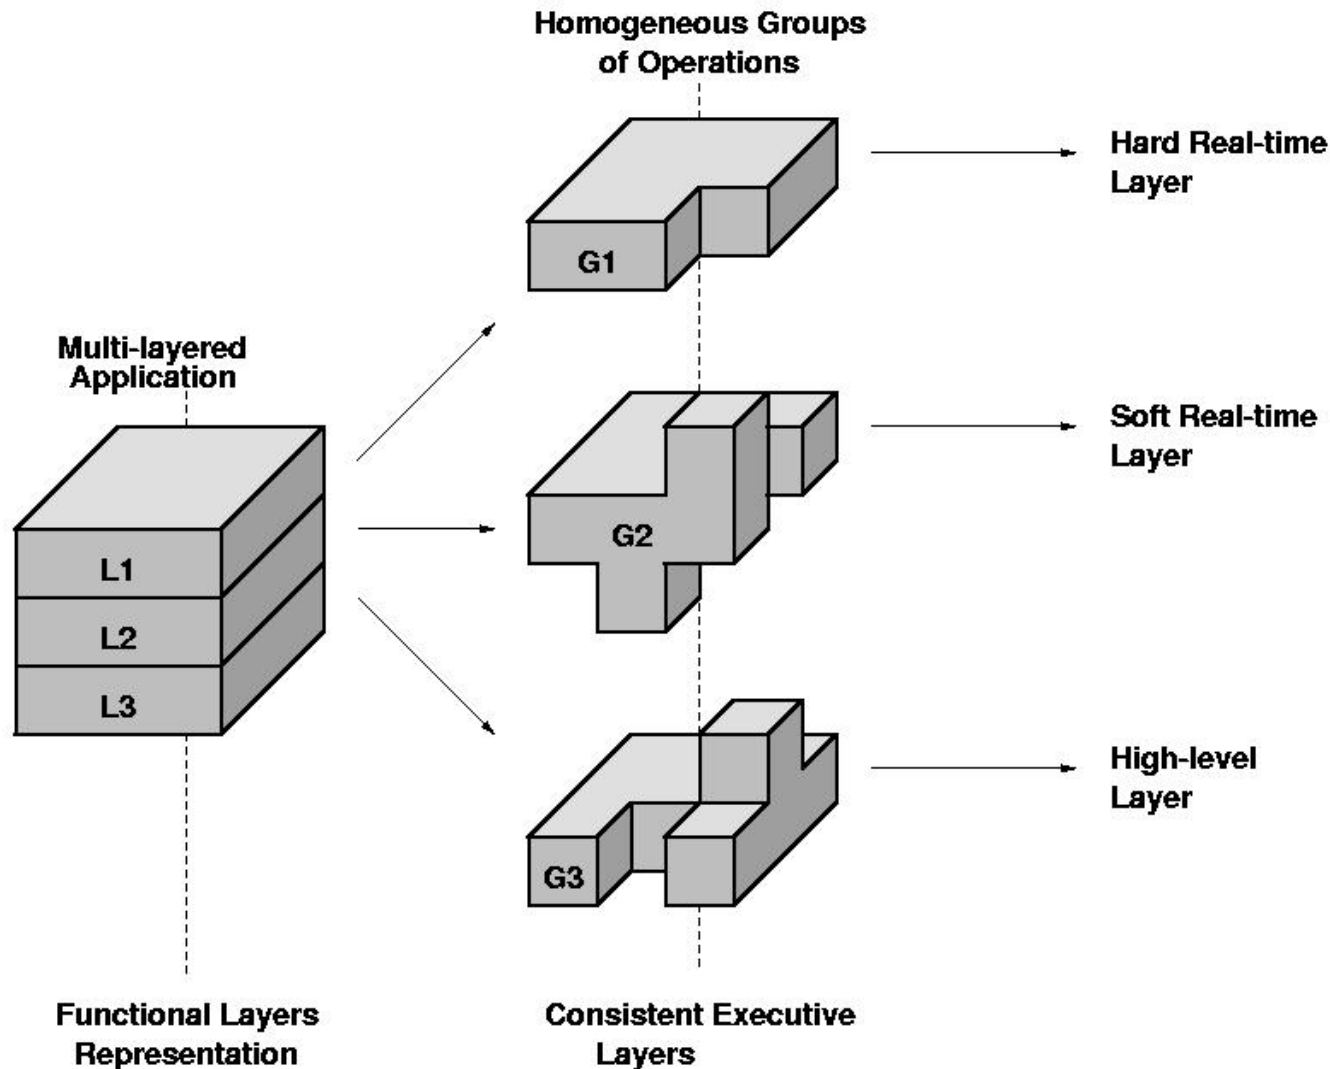 Homogeneous Groups
of Operations
Hard Real-time
Layer
G1
Multi-layered
Application
Soft Real-time
Layer
G2
L1
L2
L3
High-level
Layer
G3
Functional Layers
Representation
Consistent Executive
Layers